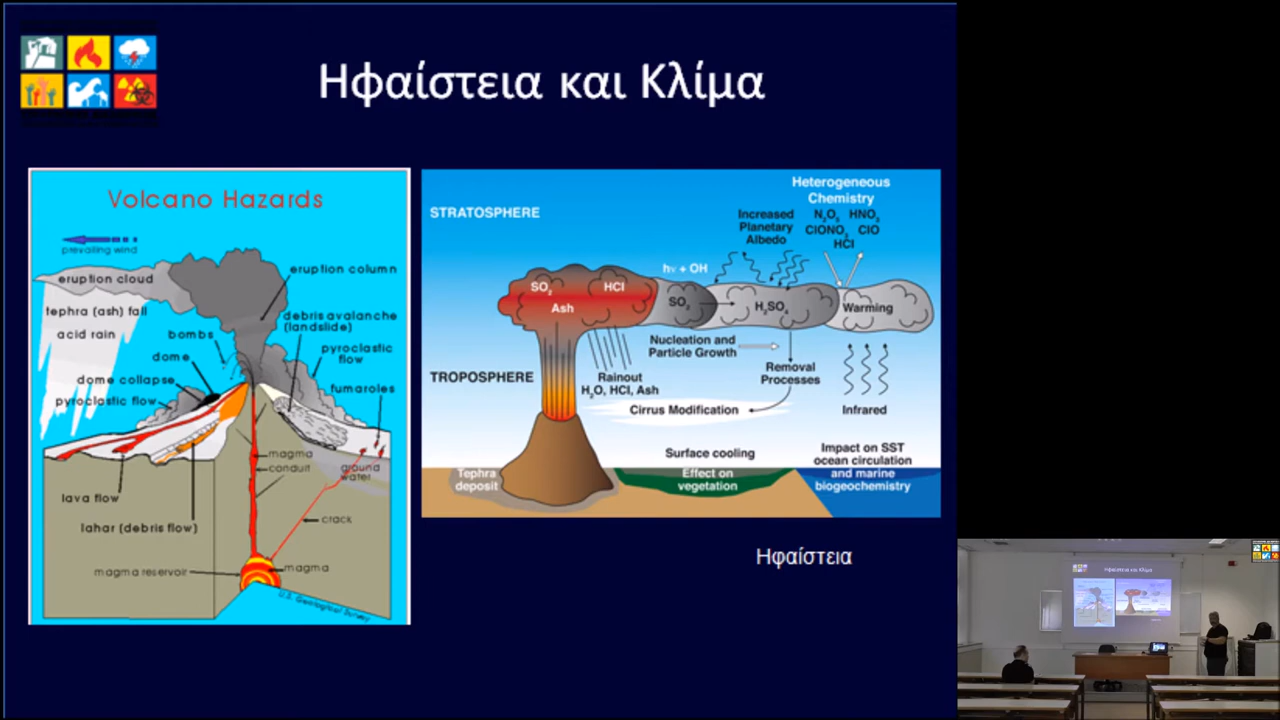 Ηφαίστεια και Κλίμα
Volcano Hazards
prevailing wind
eruption cloud
eruption column
tephra (ash) fall
acid rain
bombs
debris avalanche
(landslide)
dome
pyroclastic
flow
dome collapse
fumaroles
pyroclastic flow
magma
conduit
ground
water
lava flow
crack
lahar (debris flow)
magma reservoir
magma
U.S. Geological Survey
STRATOSPHERE
Heterogeneous
Chemistry
N₂O₅ HNO₃
ClONO₂ ClO
HCl
Increased
Planetary
Albedo
hν + OH
SO₂ HCl
Ash
SO₂
H₂SO₄
Warming
Nucleation and
Particle Growth
TROPOSPHERE
Rainout
H₂O, HCl, Ash
Removal
Processes
Cirrus Modification
Infrared
Surface cooling
Impact on SST
ocean circulation
and marine
biogeochemistry
Tephra
deposit
Effect on
vegetation
Ηφαίστεια
Ηφαίστεια και Κλίμα